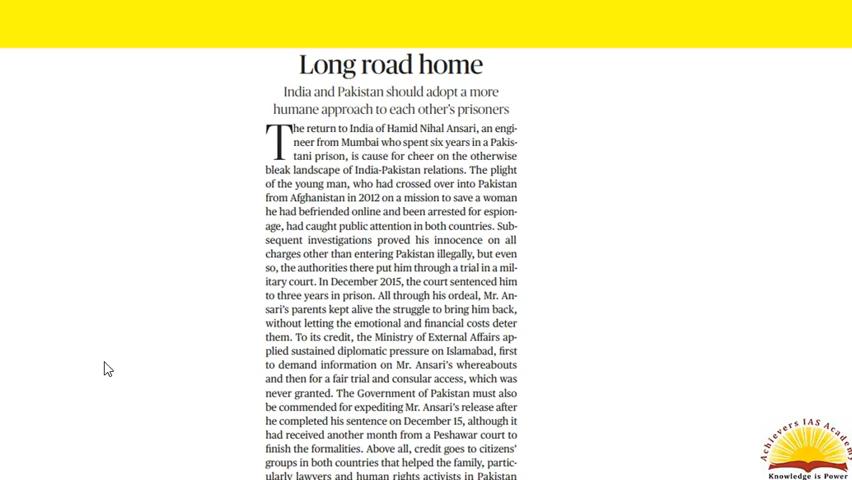 Long road home
India and Pakistan should adopt a more
humane approach to each other's prisoners
The return to India of Hamid Nihal Ansari, an engi-
neer from Mumbai who spent six years in a Pakis-
tani prison, is cause for cheer on the otherwise
bleak landscape of India-Pakistan relations. The plight
of the young man, who had crossed over into Pakistan
from Afghanistan in 2012 on a mission to save a woman
he had befriended online and been arrested for espion-
age, had caught public attention in both countries. Sub-
sequent investigations proved his innocence on all
charges other than entering Pakistan illegally, but even
so, the authorities there put him through a trial in a mil-
itary court. In December 2015, the court sentenced him
to three years in prison. All through his ordeal, Mr. An-
sari's parents kept alive the struggle to bring him back,
without letting the emotional and financial costs deter
them. To its credit, the Ministry of External Affairs ap-
plied sustained diplomatic pressure on Islamabad, first
to demand information on Mr. Ansari's whereabouts
and then for a fair trial and consular access, which was
never granted. The Government of Pakistan must also
be commended for expediting Mr. Ansari's release after
he completed his sentence on December 15, although it
had received another month from a Peshawar court to
finish the formalities. Above all, credit goes to citizens'
groups in both countries that helped the family, partic-
ularly lawyers and human rights activists in Pakistan
Achievers IAS Academy
Knowledge is Power